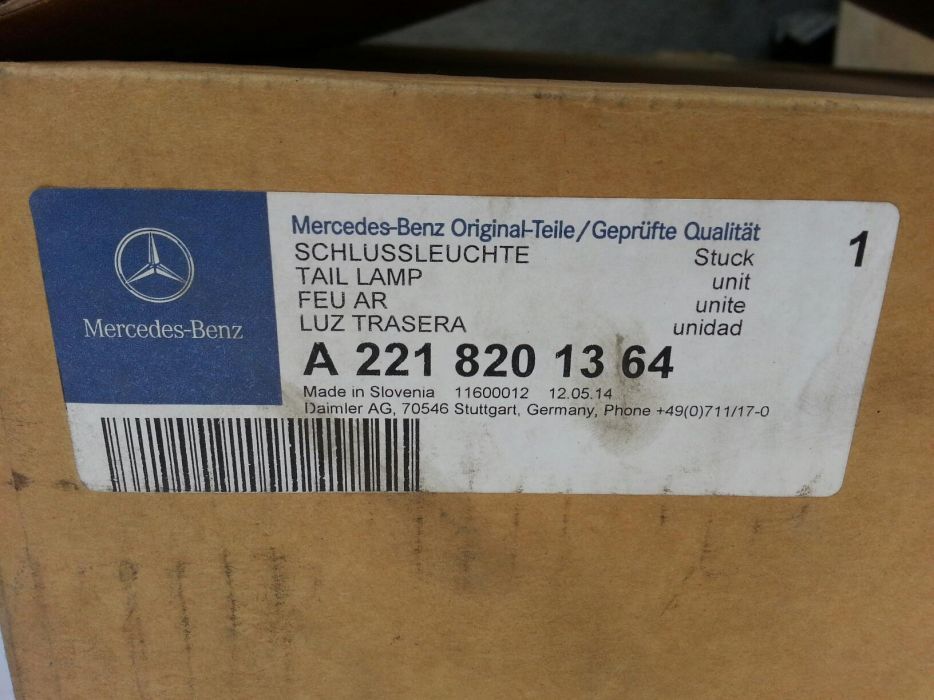 Mercedes-Benz
Mercedes-Benz Original-Teile/Geprüfte Qualität
SCHLUSSLEUCHTE Stuck 1
TAIL LAMP unit
FEU AR unite
LUZ TRASERA unidad
A 221 820 13 64
Made in Slovenia 11600012 12.05.14
Daimler AG, 70546 Stuttgart, Germany, Phone +49(0)711/17-0